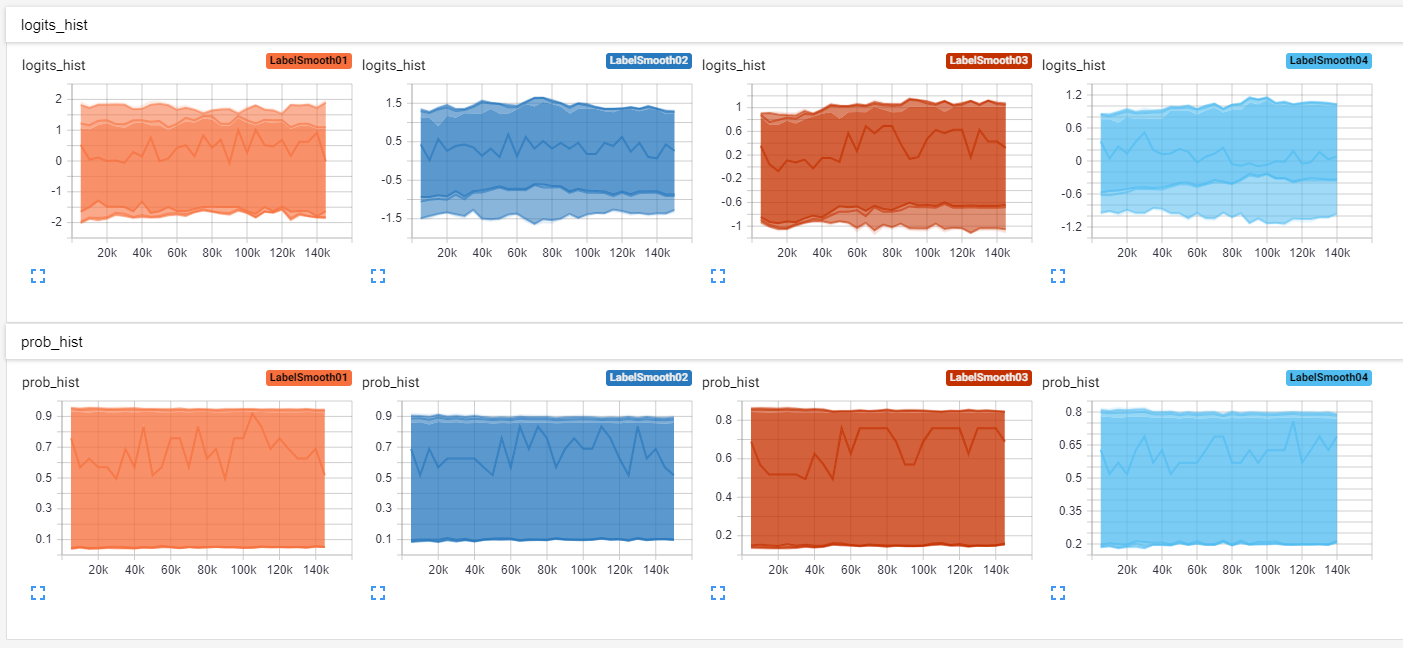 logits_hist
logits_hist LabelSmooth01 logits_hist LabelSmooth02 logits_hist LabelSmooth03 logits_hist LabelSmooth04
2 1.5 1 1.2
1 0.5 0.6 0.6
0 -0.5 0.2 0
-1 -1.5 -0.2 -0.6
-2 -0.6 -1.2
-1
20k 40k 60k 80k 100k 120k 140k 20k 40k 60k 80k 100k 120k 140k 20k 40k 60k 80k 100k 120k 140k 20k 40k 60k 80k 100k 120k 140k
prob_hist
prob_hist LabelSmooth01 prob_hist LabelSmooth02 prob_hist LabelSmooth03 prob_hist LabelSmooth04
0.9 0.9 0.8 0.8
0.7 0.7 0.6 0.65
0.5 0.5 0.4 0.5
0.3 0.3 0.2 0.35
0.1 0.1 0.2
20k 40k 60k 80k 100k 120k 140k 20k 40k 60k 80k 100k 120k 140k 20k 40k 60k 80k 100k 120k 140k 20k 40k 60k 80k 100k 120k 140k